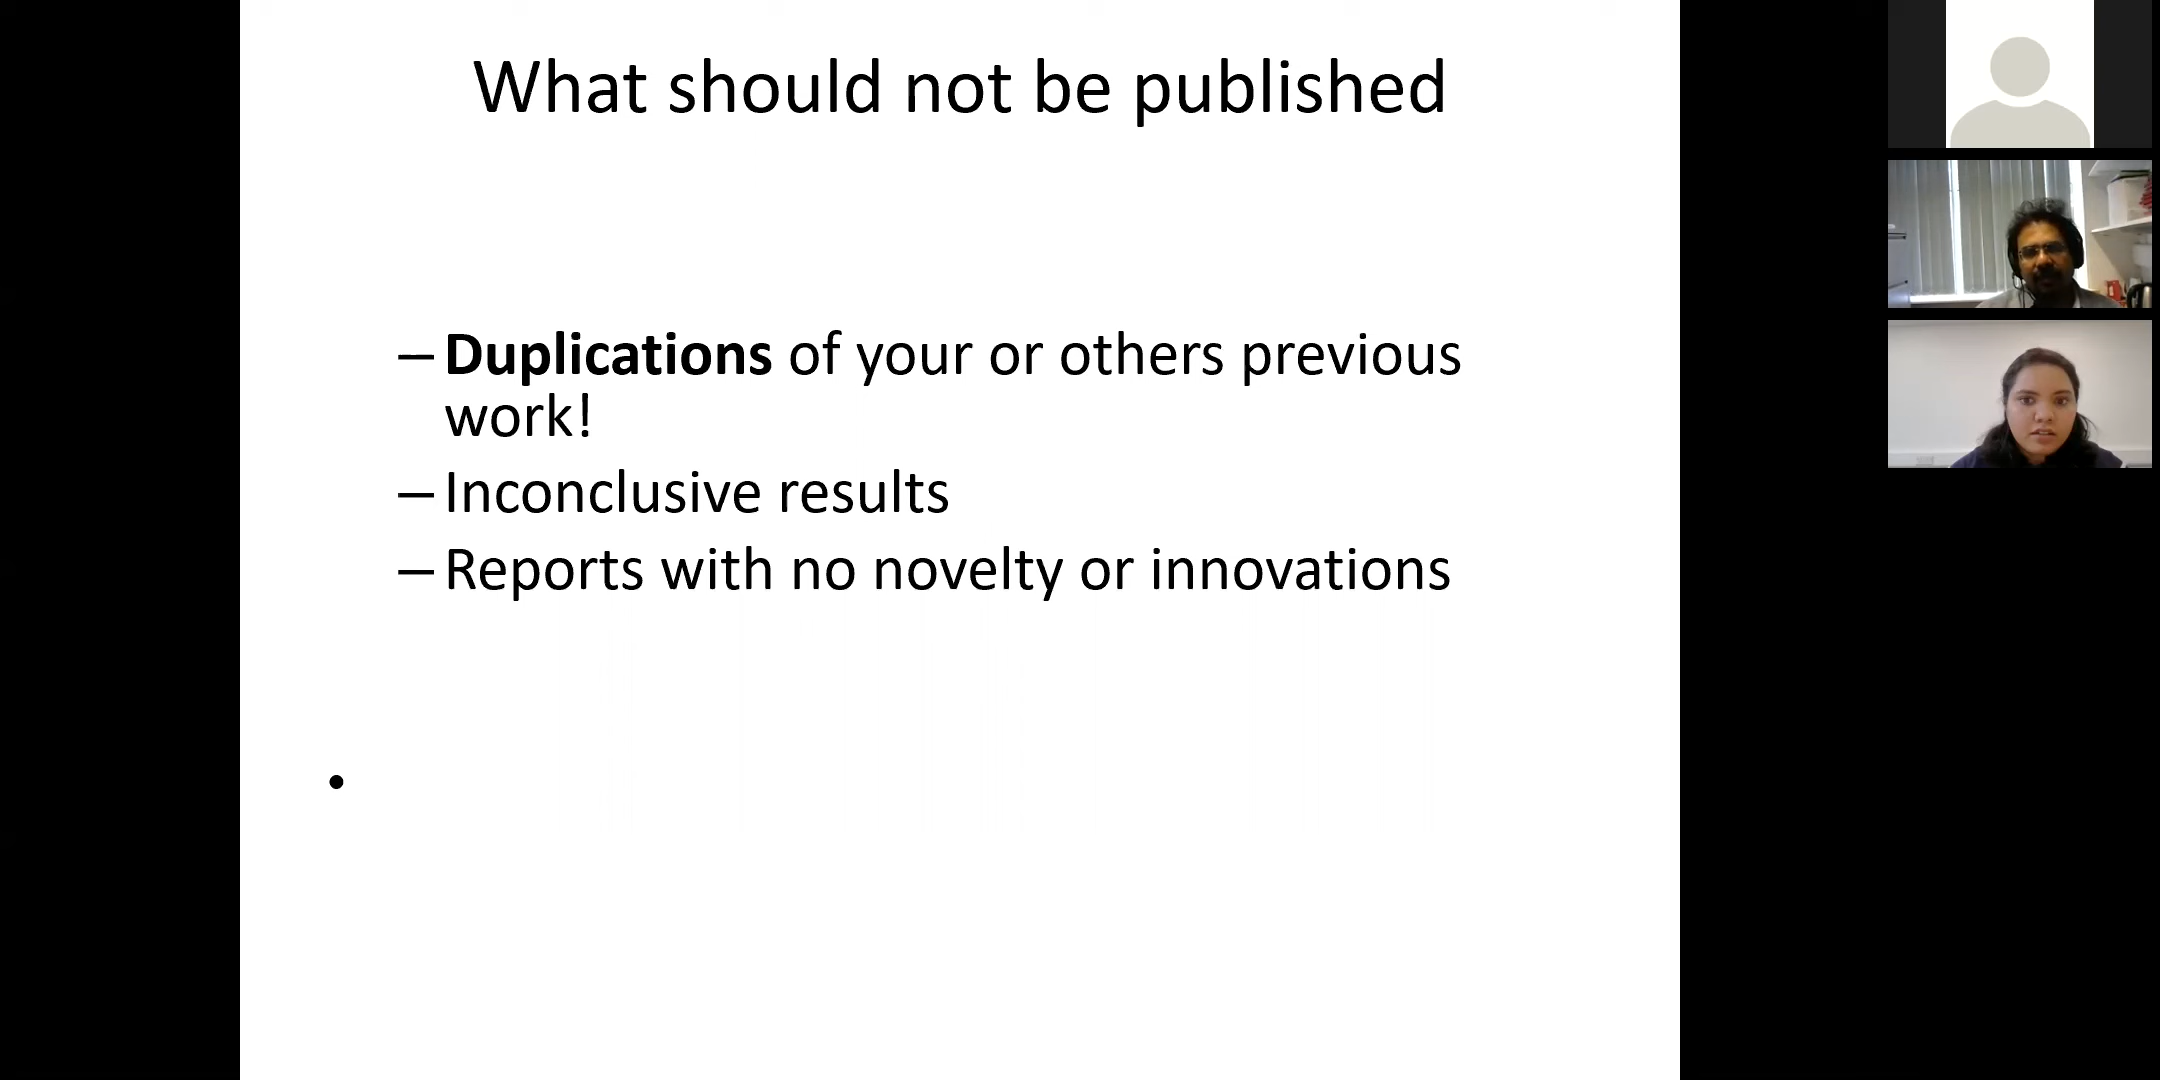 What should not be published
– Duplications of your or others previous
work!
– Inconclusive results
– Reports with no novelty or innovations
•